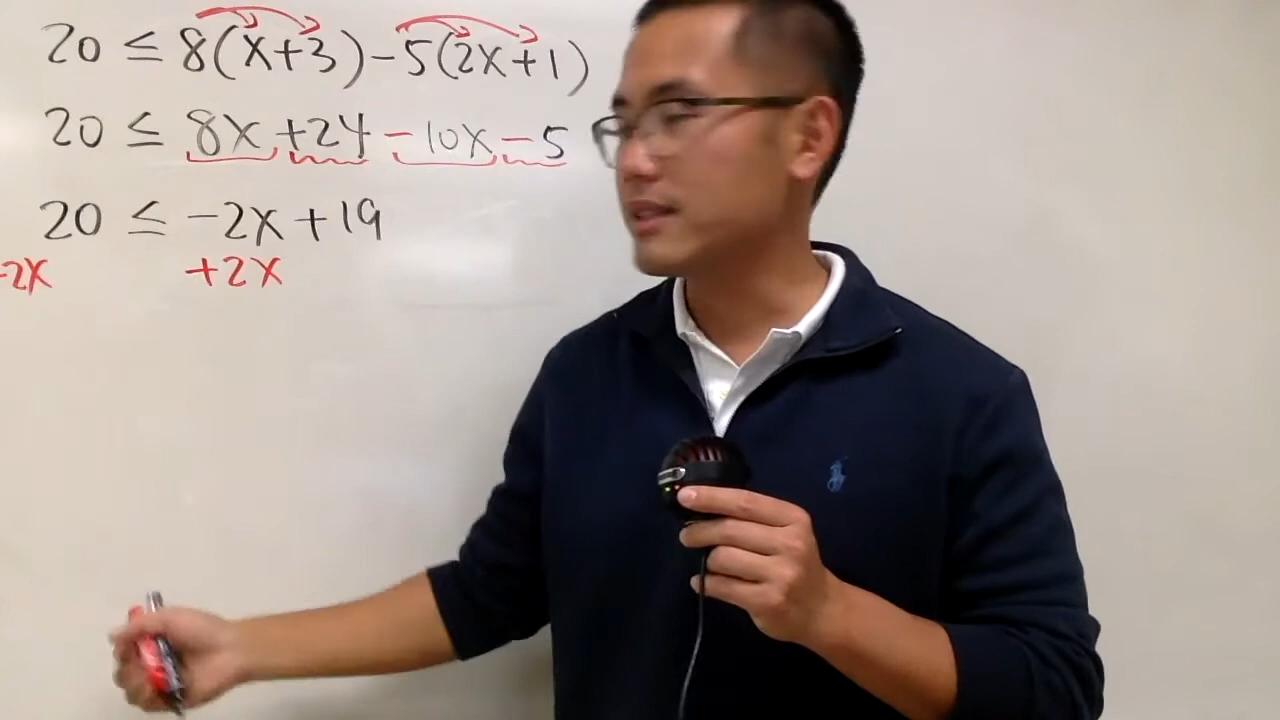 20 ≤ 8(x+3)-5(2x+1)
20 ≤ 8x+24-10x-5
20 ≤ -2x+19
2x +2x